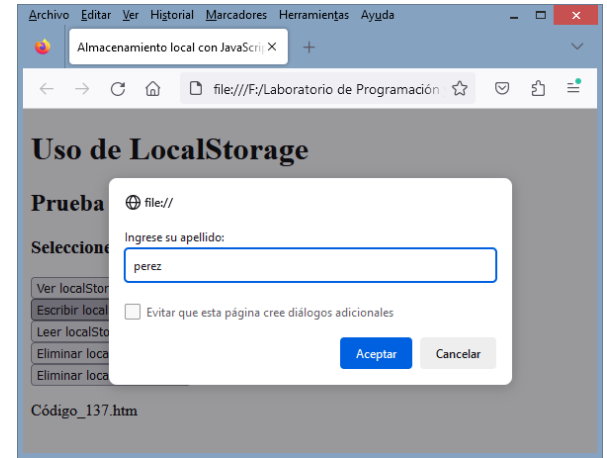 Archivo Editar Ver Historial Marcadores Herramientas Ayuda
Almacenamiento local con JavaScrip
file:///F:/Laboratorio de Programación
Uso de LocalStorage
Prueba
file://
Seleccione
Ingrese su apellido:
perez
Ver localStor
Escribir local
Evitar que esta página cree diálogos adicionales
Leer localSto
Eliminar loca
Aceptar Cancelar
Eliminar loca
Código_137.htm